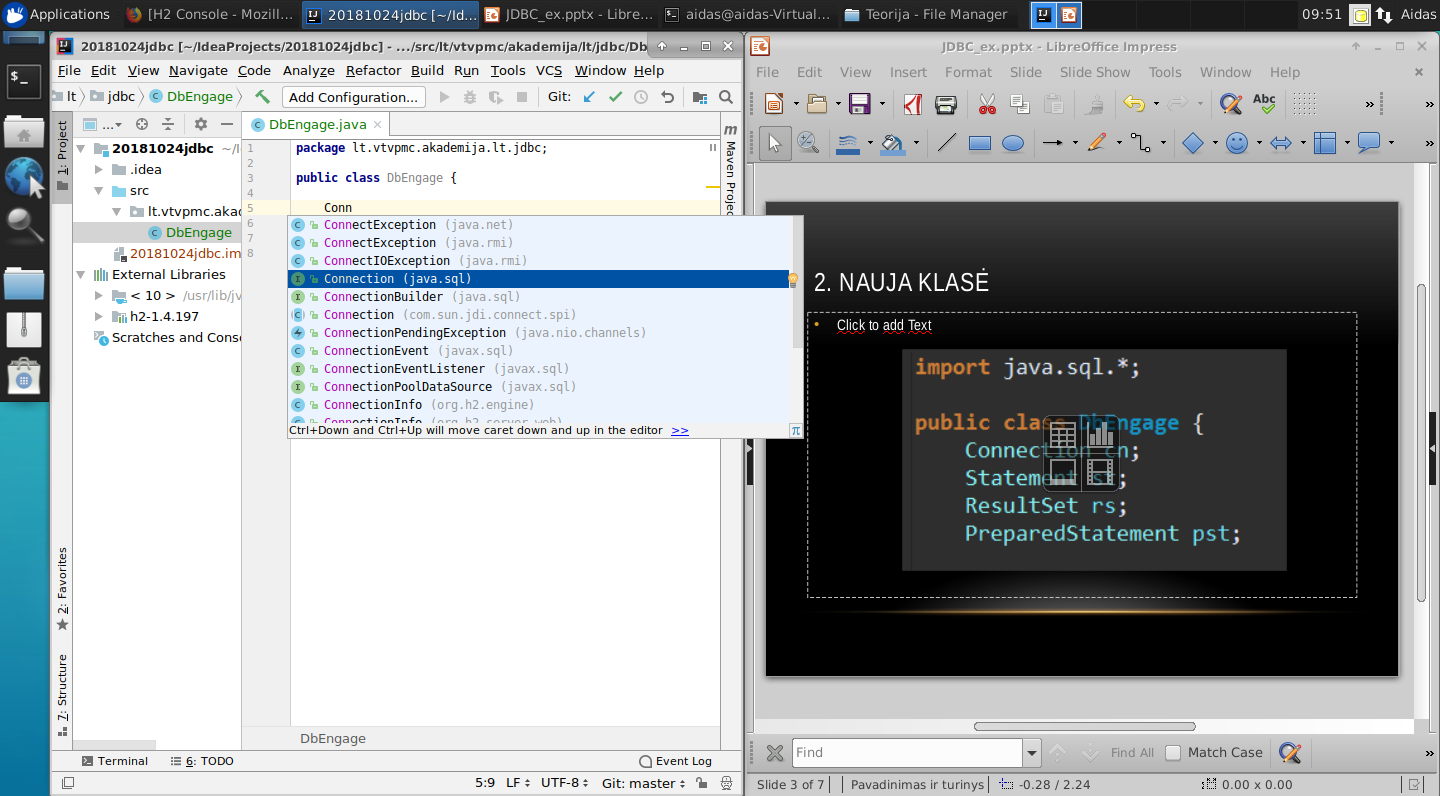 Applications
[H2 Console - Mozill...
20181024jdbc [~/Id...
JDBC_ex.pptx - Libre...
aidas@aidas-Virtual...
Teorija - File Manager
09:51
Aidas
20181024jdbc [~/IdeaProjects/20181024jdbc] - .../src/lt/vtvpmc/akademija/lt/jdbc/Db
File Edit View Navigate Code Analyze Refactor Build Run Tools VCS Window Help
lt jdbc DbEngage Add Configuration... Git:
1: Project
...
DbEngage.java
20181024jdbc ~/I
.idea
src
lt.vtvpmc.akad
DbEngage
20181024jdbc.im
External Libraries
< 10 > /usr/lib/jv
h2-1.4.197
Scratches and Conso
1 package lt.vtvpmc.akademija.lt.jdbc;
2
3 public class DbEngage {
4
5 Conn
6
7
8
ConnectException (java.net)
ConnectException (java.rmi)
ConnectIOException (java.rmi)
Connection (java.sql)
ConnectionBuilder (java.sql)
Connection (com.sun.jdi.connect.spi)
ConnectionPendingException (java.nio.channels)
ConnectionEvent (javax.sql)
ConnectionEventListener (javax.sql)
ConnectionPoolDataSource (javax.sql)
ConnectionInfo (org.h2.engine)
ConnectionInfo (org.h2.server.web)
Ctrl+Down and Ctrl+Up will move caret down and up in the editor >>
π
Maven Projec
2: Favorites
7: Structure
DbEngage
Terminal
6: TODO
Event Log
5:9 LF UTF-8 Git: master
JDBC_ex.pptx - LibreOffice Impress
File Edit View Insert Format Slide Slide Show Tools Window Help
Abc
2. NAUJA KLASĖ
• Click to add Text
import java.sql.*;
public class DbEngage {
Connection cn;
Statement st;
ResultSet rs;
PreparedStatement pst;
Find
Find All
Match Case
Slide 3 of 7
Pavadinimas ir turinys
-0.28 / 2.24
0.00 x 0.00